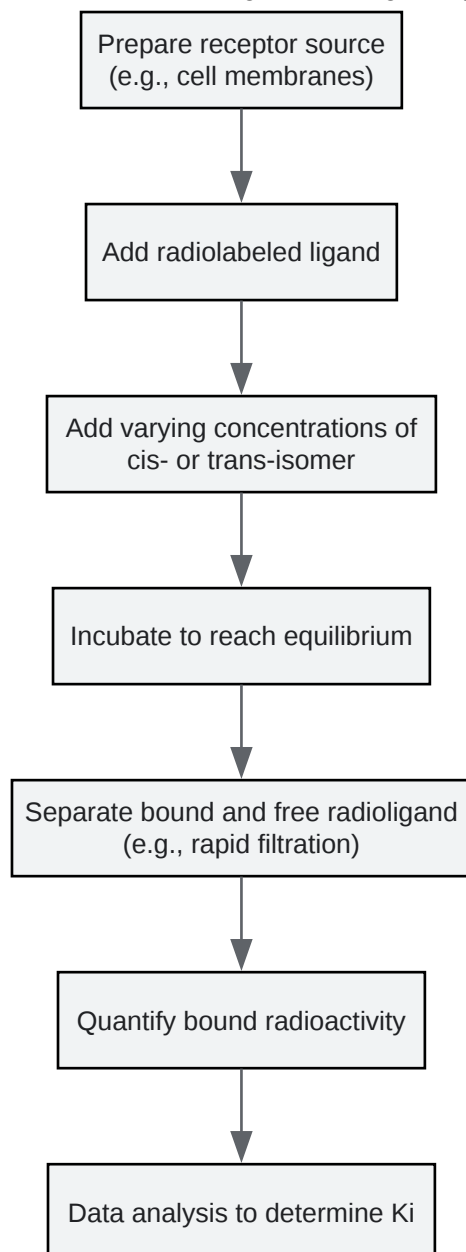 Prepare receptor source
(e.g., cell membranes)
Add radiolabeled ligand
Add varying concentrations of
cis- or trans-isomer
Incubate to reach equilibrium
Separate bound and free radioligand
(e.g., rapid filtration)
Quantify bound radioactivity
Data analysis to determine Ki